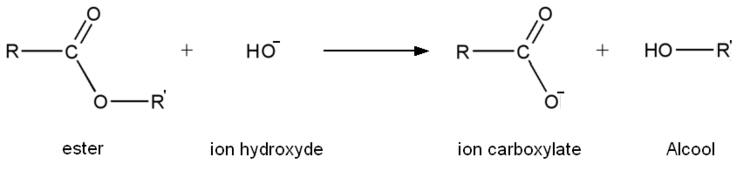 R C O O R' + HO⁻ R C O O⁻ + HO R'
ester ion hydroxyde ion carboxylate Alcool